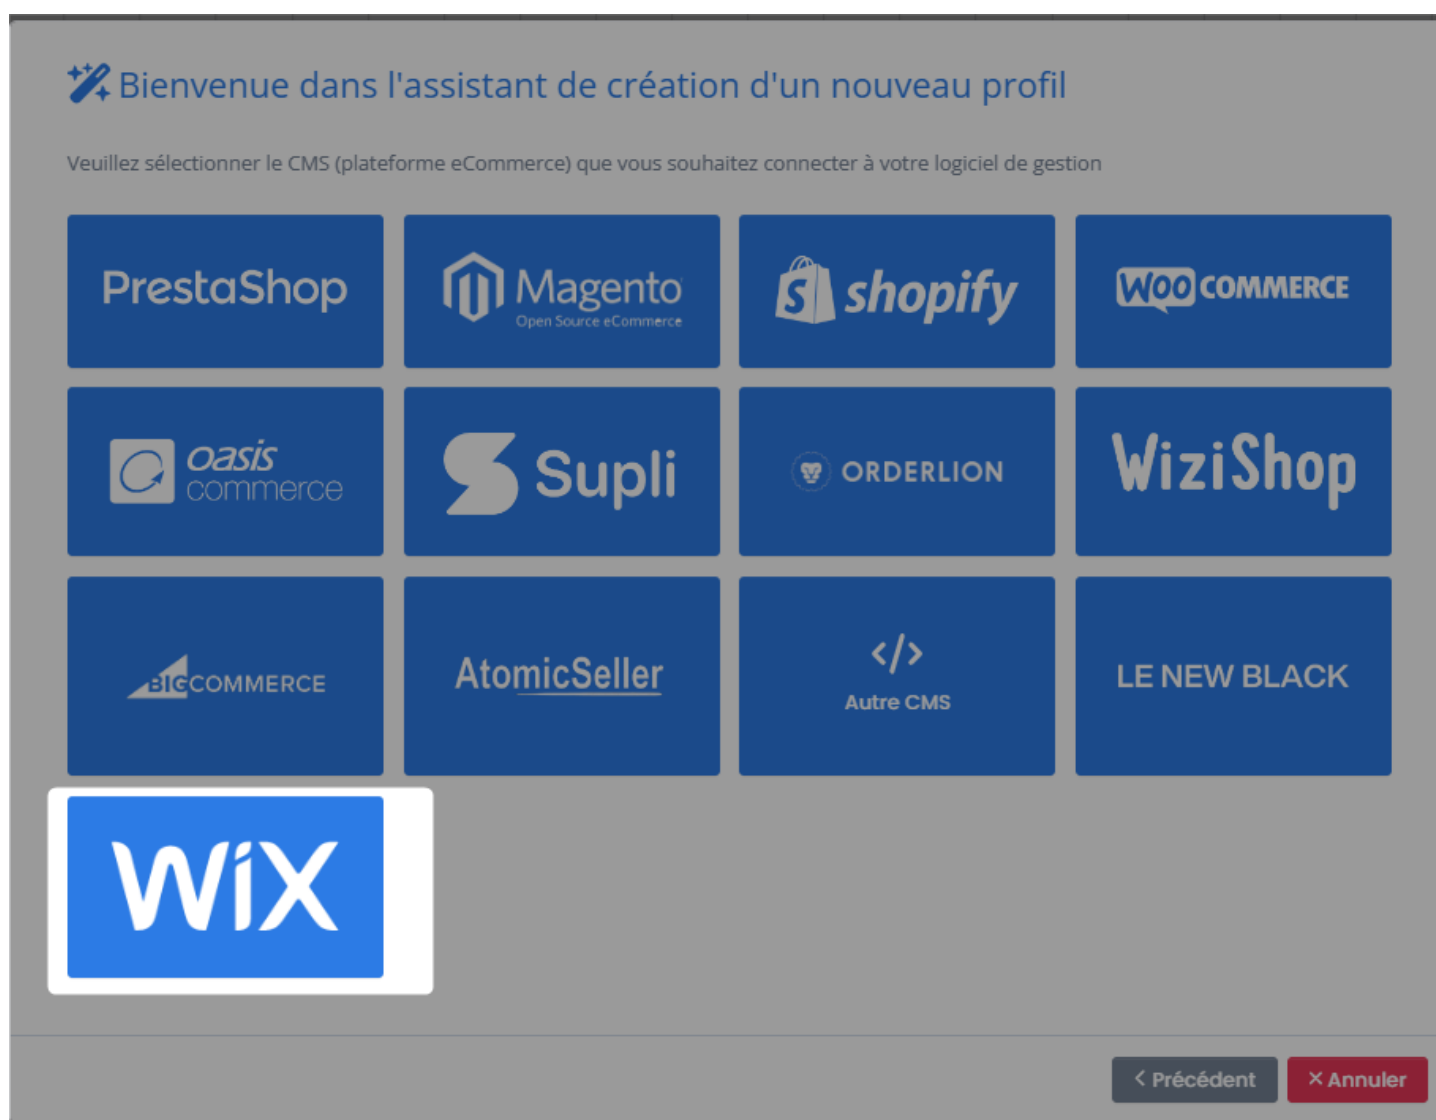 Bienvenue dans l'assistant de création d'un nouveau profil
Veuillez sélectionner le CMS (plateforme eCommerce) que vous souhaitez connecter à votre logiciel de gestion
PrestaShop
Magento
Open Source eCommerce
shopify
WOO COMMERCE
oasis
commerce
Supli
ORDERLION
WiziShop
BIGCOMMERCE
AtomicSeller
</>
Autre CMS
LE NEW BLACK
WiX
< Précédent
× Annuler